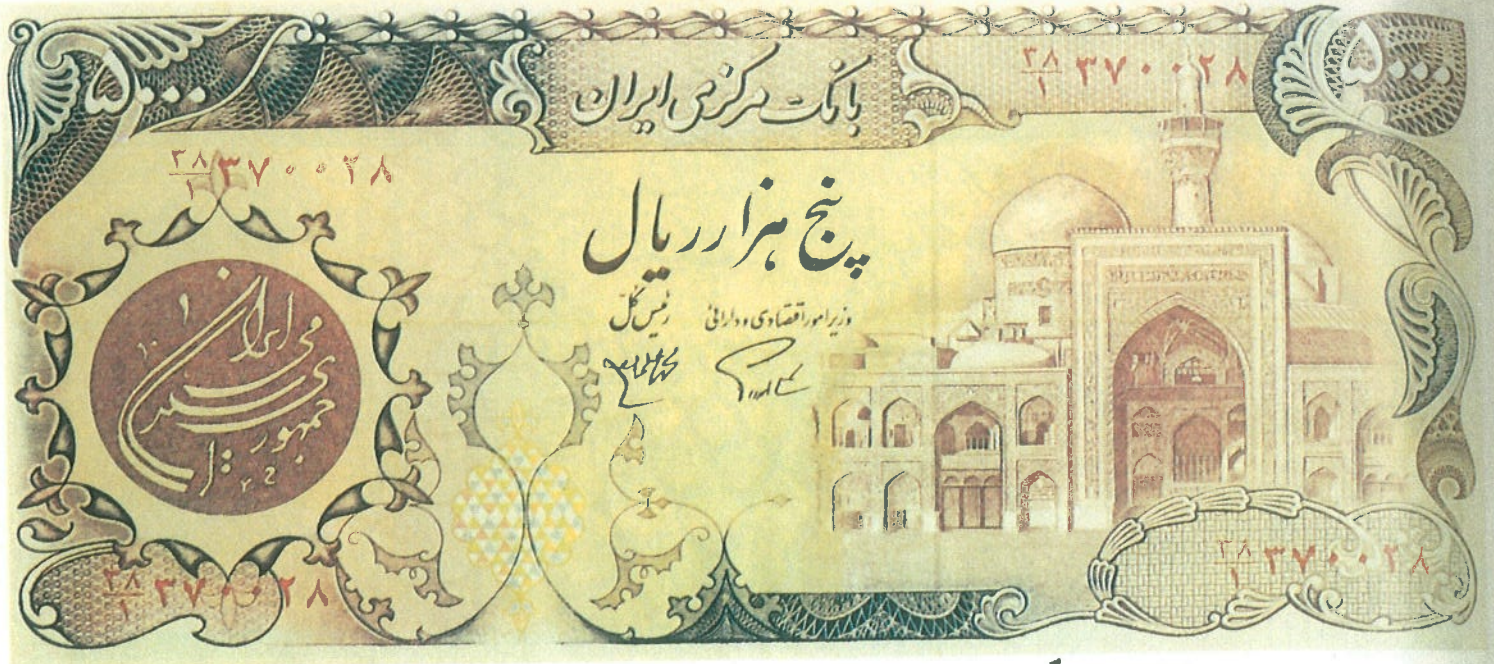 بانک مرکزی ایران
۵۰۰۰
۵۰۰۰
۳۸/۱ ۳۷۰۰۲۸
۳۸/۱ ۳۷۰۰۲۸
پنج هزار ریال
وزیر امور اقتصادی و دارائی
رئیس کل
جمهوری اسلامی ایران
۳۸/۱ ۳۷۰۰۲۸
۳۸/۱ ۳۷۰۰۲۸